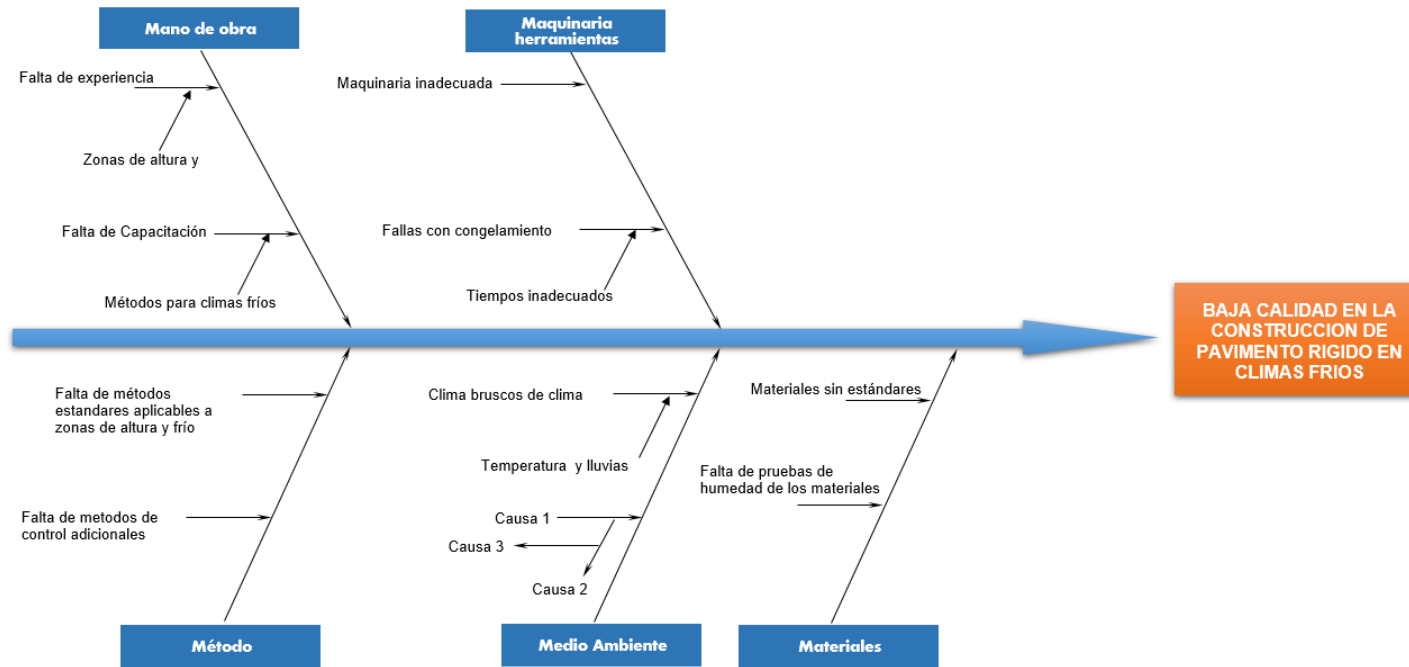 Mano de obra
Maquinaria
herramientas
Falta de experiencia
Maquinaria inadecuada
Zonas de altura y
Falta de Capacitación
Fallas con congelamiento
Métodos para climas fríos
Tiempos inadecuados
BAJA CALIDAD EN LA
CONSTRUCCION DE
PAVIMENTO RIGIDO EN
CLIMAS FRIOS
Falta de métodos
estandares aplicables a
zonas de altura y frío
Clima bruscos de clima
Materiales sin estándares
Temperatura y lluvias
Falta de pruebas de
humedad de los materiales
Falta de metodos de
control adicionales
Causa 1
Causa 3
Causa 2
Método
Medio Ambiente
Materiales